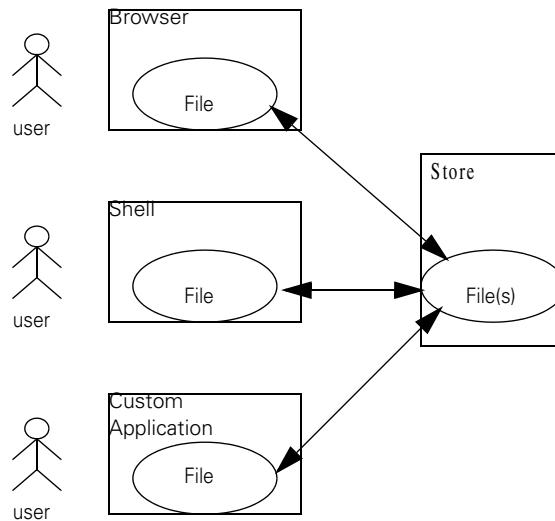 Browser
File
user
Store
Shell
File
File(s)
user
Custom
Application
File
user